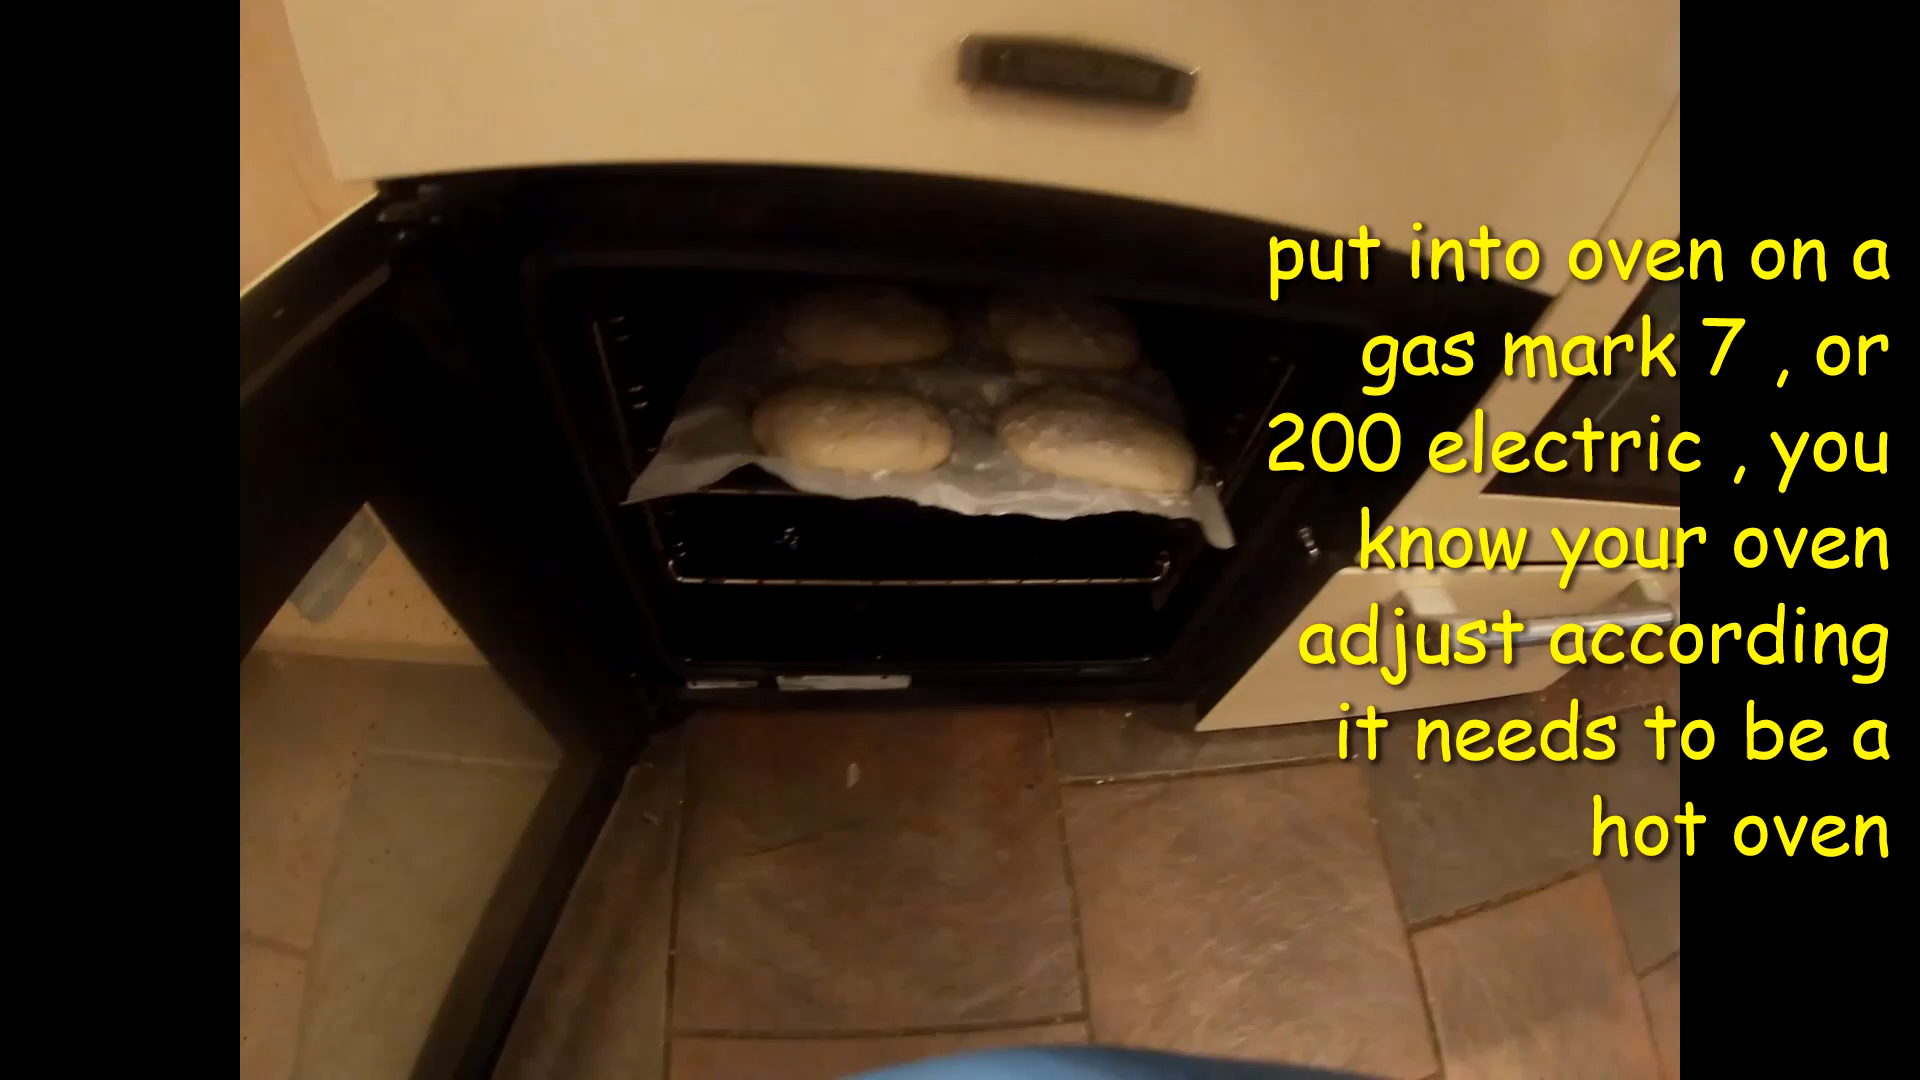 put into oven on a
gas mark 7 , or
200 electric , you
know your oven
adjust according
it needs to be a
hot oven